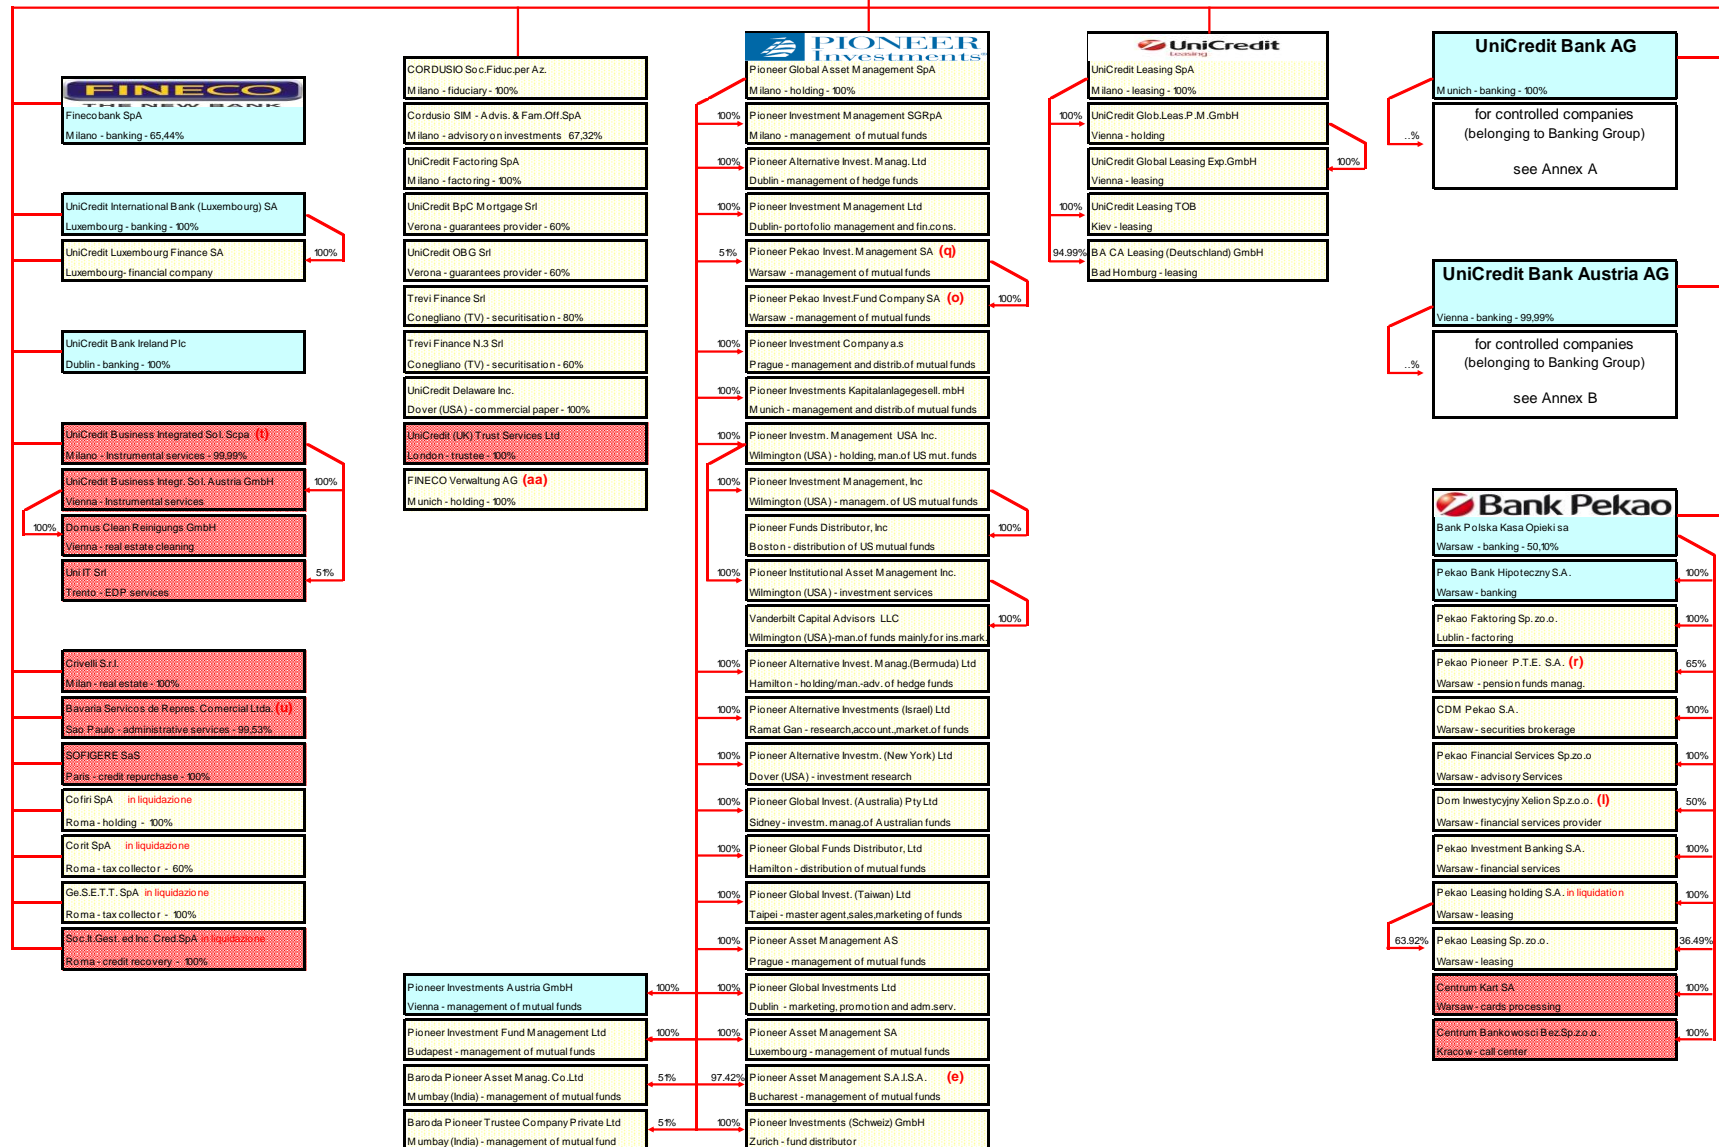 FINECO
THE NEW BANK
Finecobank SpA
Milano - banking - 65,44%
UniCredit International Bank (Luxembourg) SA
Luxembourg - banking - 100%
UniCredit Luxembourg Finance SA
Luxembourg- financial company
100%
UniCredit Bank Ireland Plc
Dublin - banking - 100%
UniCredit Business Integrated Sol. Scpa (t)
Milano - Instrumental services - 99,99%
UniCredit Business Integr. Sol. Austria GmbH
Vienna - Instrumental services
100%
100%
Domus Clean Reinigungs GmbH
Vienna - real estate cleaning
Uni IT Srl
Trento - EDP services
51%
Crivelli S.r.l.
Milan - real estate - 100%
Bavaria Servicos de Repres. Comercial Ltda. (u)
Sao Paulo - administrative services - 99,53%
SOFIGERE SaS
Paris - credit repurchase - 100%
Cofiri SpA in liquidazione
Roma - holding - 100%
Corit SpA in liquidazione
Roma - tax collector - 60%
Ge.S.E.T.T. SpA in liquidazione
Roma - tax collector - 100%
Soc.It.Gest. ed Inc. Cred.SpA in liquidazione
Roma - credit recovery - 100%
CORDUSIO Soc.Fiduc.per Az.
Milano - fiduciary - 100%
Cordusio SIM - Advis. & Fam.Off.SpA
Milano - advisory on investments 67,32%
UniCredit Factoring SpA
Milano - factoring - 100%
UniCredit BpC Mortgage Srl
Verona - guarantees provider - 60%
UniCredit OBG Srl
Verona - guarantees provider - 60%
Trevi Finance Srl
Conegliano (TV) - securitisation - 80%
Trevi Finance N.3 Srl
Conegliano (TV) - securitisation - 60%
UniCredit Delaware Inc.
Dover (USA) - commercial paper - 100%
UniCredit (UK) Trust Services Ltd
London - trustee - 100%
FINECO Verwaltung AG (aa)
Munich - holding - 100%
Pioneer Investments Austria GmbH
Vienna - management of mutual funds
100%
Pioneer Investment Fund Management Ltd
Budapest - management of mutual funds
100%
Baroda Pioneer Asset Manag. Co.Ltd
Mumbay (India) - management of mutual funds
51%
Baroda Pioneer Trustee Company Private Ltd
Mumbay (India) - management of mutual fund
51%
PIONEER
Investments®
Pioneer Global Asset Management SpA
Milano - holding - 100%
100%
Pioneer Investment Management SGRpA
Milano - management of mutual funds
100%
Pioneer Alternative Invest. Manag. Ltd
Dublin - management of hedge funds
100%
Pioneer Investment Management Ltd
Dublin- portofolio management and fin.cons.
51%
Pioneer Pekao Invest. Management SA (q)
Warsaw - management of mutual funds
Pioneer Pekao Invest.Fund Company SA (o)
Warsaw - management of mutual funds
100%
100%
Pioneer Investment Company a.s
Prague - management and distrib.of mutual funds
100%
Pioneer Investments Kapitalanlagegesell. mbH
Munich - management and distrib.of mutual funds
100%
Pioneer Investm. Management USA Inc.
Wilmington (USA) - holding, man.of US mut. funds
100%
Pioneer Investment Management, Inc
Wilmington (USA) - managem. of US mutual funds
Pioneer Funds Distributor, Inc
Boston - distribution of US mutual funds
100%
100%
Pioneer Institutional Asset Management Inc.
Wilmington (USA) - investment services
Vanderbilt Capital Advisors LLC
Wilmington (USA)-man.of funds mainly.for ins.mark.
100%
100%
Pioneer Alternative Invest. Manag.(Bermuda) Ltd
Hamilton - holding/man.-adv. of hedge funds
100%
Pioneer Alternative Investments (Israel) Ltd
Ramat Gan - research,account.,market.of funds
100%
Pioneer Alternative Investm. (New York) Ltd
Dover (USA) - investment research
100%
Pioneer Global Invest. (Australia) Pty Ltd
Sidney - investm. manag.of Australian funds
100%
Pioneer Global Funds Distributor, Ltd
Hamilton - distribution of mutual funds
100%
Pioneer Global Invest. (Taiwan) Ltd
Taipei - master agent,sales,marketing of funds
100%
Pioneer Asset Management AS
Prague - management of mutual funds
100%
Pioneer Global Investments Ltd
Dublin - marketing, promotion and adm.serv.
100%
Pioneer Asset Management SA
Luxembourg - management of mutual funds
97.42%
Pioneer Asset Management S.A.I.S.A. (e)
Bucharest - management of mutual funds
100%
Pioneer Investments (Schweiz) GmbH
Zurich - fund distributor
UniCredit
Leasing
UniCredit Leasing SpA
Milano - leasing - 100%
100%
UniCredit Glob.Leas.P.M.GmbH
Vienna - holding
UniCredit Global Leasing Exp.GmbH
Vienna - leasing
100%
100%
UniCredit Leasing TOB
Kiev - leasing
94.99%
BA CA Leasing (Deutschland) GmbH
Bad Homburg - leasing
UniCredit Bank AG
Munich - banking - 100%
..%
for controlled companies
(belonging to Banking Group)
see Annex A
UniCredit Bank Austria AG
Vienna - banking - 99,99%
..%
for controlled companies
(belonging to Banking Group)
see Annex B
Bank Pekao
Bank Polska Kasa Opieki sa
Warsaw - banking - 50,10%
Pekao Bank Hipoteczny S.A.
Warsaw - banking
100%
Pekao Faktoring Sp. zo.o.
Lublin - factoring
100%
Pekao Pioneer P.T.E. S.A. (r)
Warsaw - pension funds manag.
65%
CDM Pekao S.A.
Warsaw - securities brokerage
100%
Pekao Financial Services Sp.zo.o
Warsaw - advisory Services
100%
Dom Inwestycyjny Xelion Sp.z.o.o. (l)
Warsaw - financial services provider
50%
Pekao Investment Banking S.A.
Warsaw - financial services
100%
Pekao Leasing holding S.A. in liquidation
Warsaw - leasing
100%
63.92%
Pekao Leasing Sp. zo.o.
Warsaw - leasing
36.49%
Centrum Kart SA
Warsaw - cards processing
100%
Centrum Bankowosci Bez.Sp.z.o.o.
Kracow - call center
100%